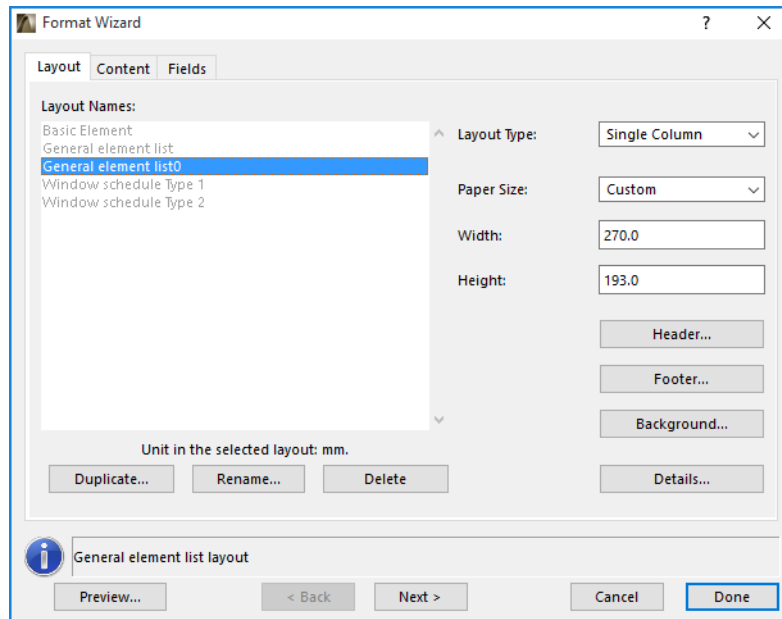 Format Wizard
Layout Content Fields
Layout Names:
Basic Element
General element list
General element list0
Window schedule Type 1
Window schedule Type 2
Layout Type: Single Column
Paper Size: Custom
Width: 270.0
Height: 193.0
Header...
Footer...
Background...
Unit in the selected layout: mm.
Duplicate... Rename... Delete Details...
General element list layout
Preview... < Back Next > Cancel Done